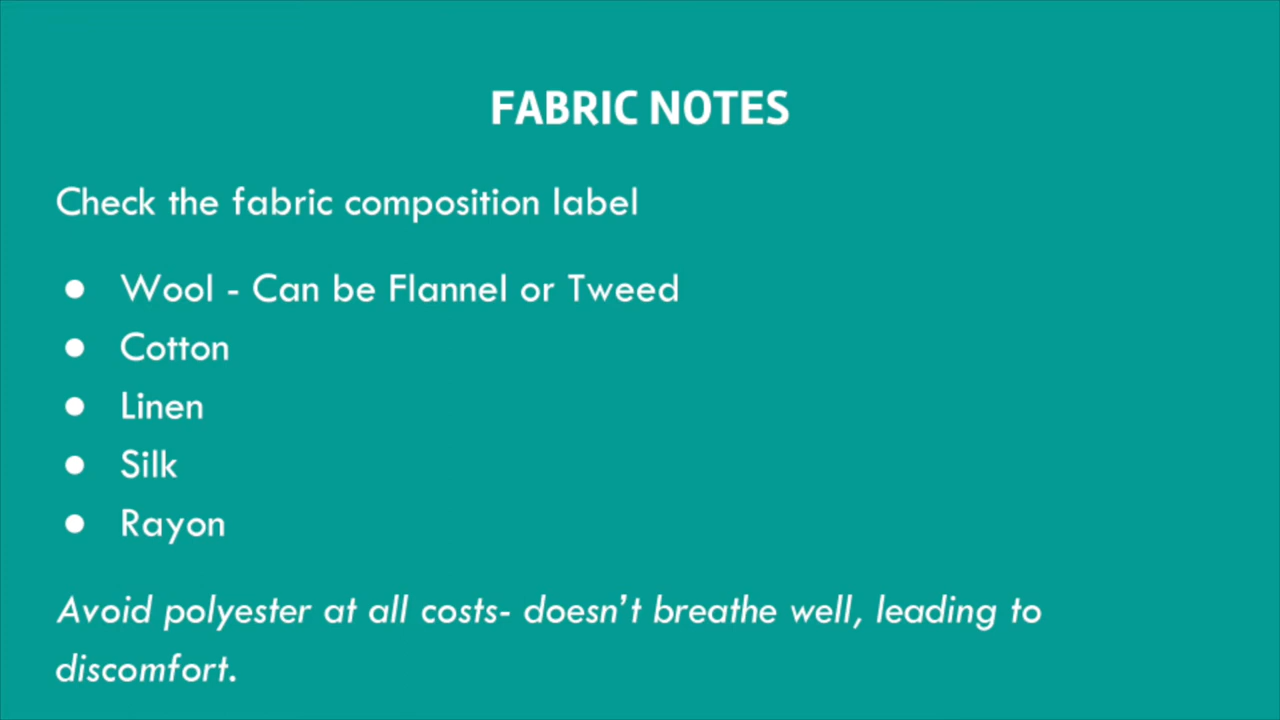 FABRIC NOTES
Check the fabric composition label
● Wool - Can be Flannel or Tweed
● Cotton
● Linen
● Silk
● Rayon
Avoid polyester at all costs- doesn’t breathe well, leading to
discomfort.